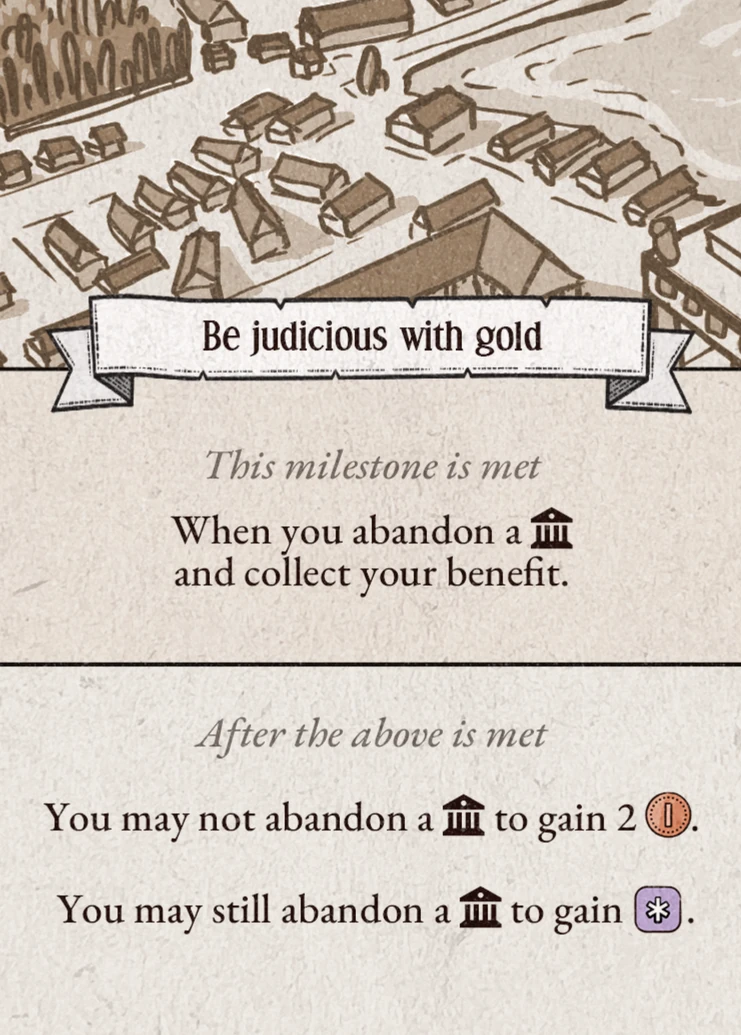 Be judicious with gold
This milestone is met
When you abandon a
and collect your benefit.
After the above is met
You may not abandon a to gain 2 .
You may still abandon a to gain .